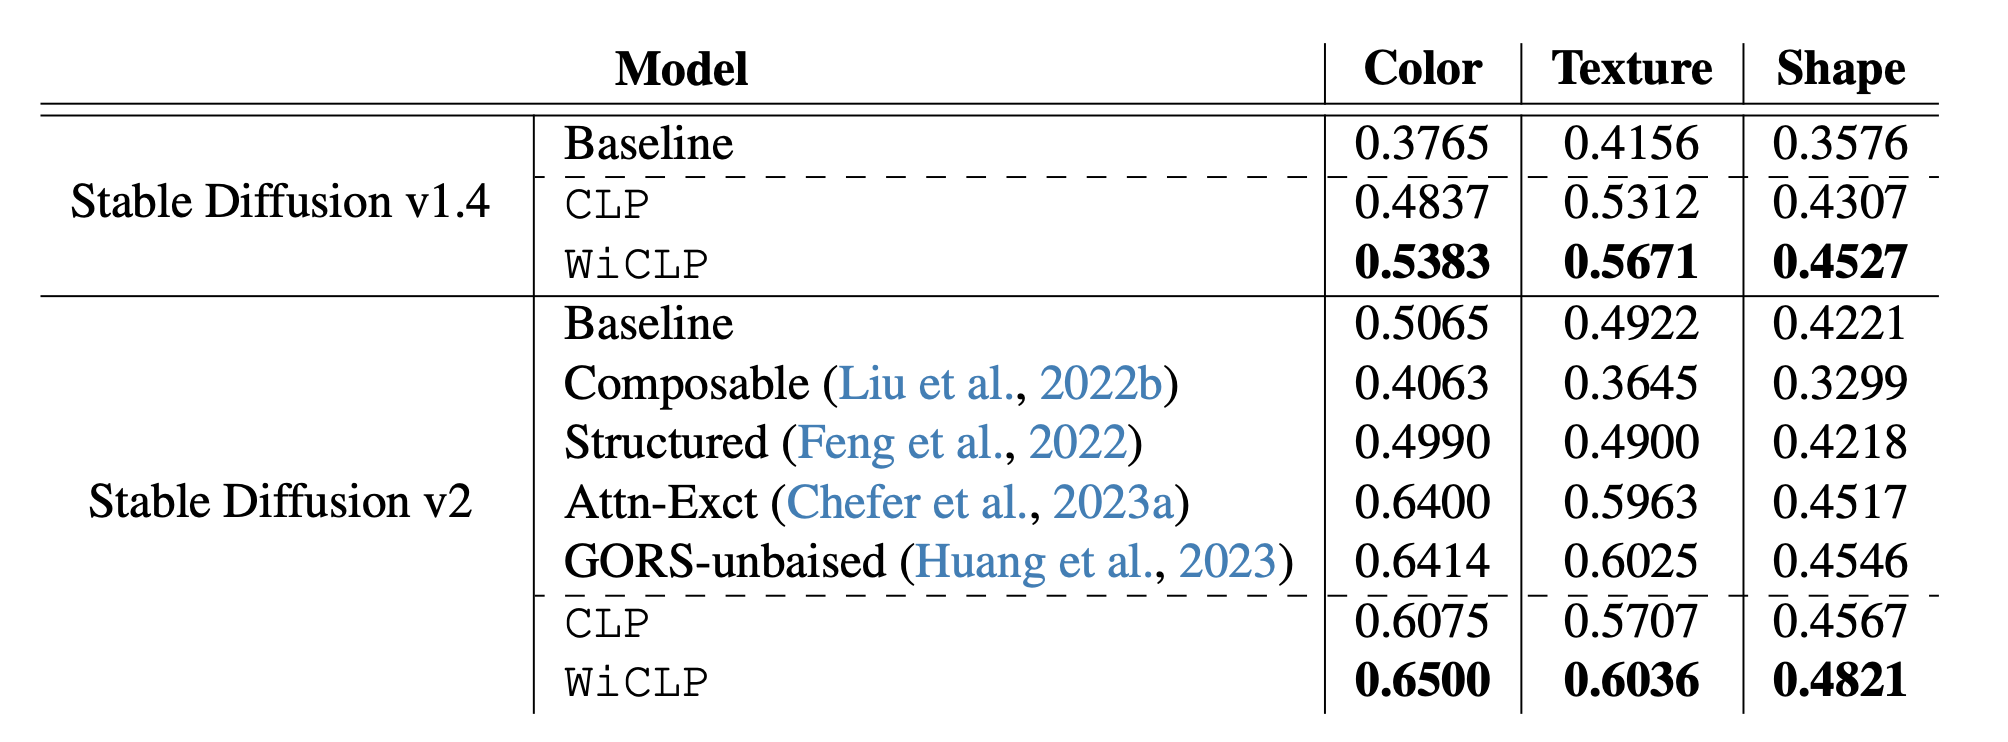 Model Color Texture Shape
Baseline 0.3765 0.4156 0.3576
Stable Diffusion v1.4 CLP 0.4837 0.5312 0.4307
WiCLP 0.5383 0.5671 0.4527
Baseline 0.5065 0.4922 0.4221
Composable (Liu et al., 2022b) 0.4063 0.3645 0.3299
Structured (Feng et al., 2022) 0.4990 0.4900 0.4218
Stable Diffusion v2 Attn-Exct (Chefer et al., 2023a) 0.6400 0.5963 0.4517
GORS-unbaised (Huang et al., 2023) 0.6414 0.6025 0.4546
CLP 0.6075 0.5707 0.4567
WiCLP 0.6500 0.6036 0.4821